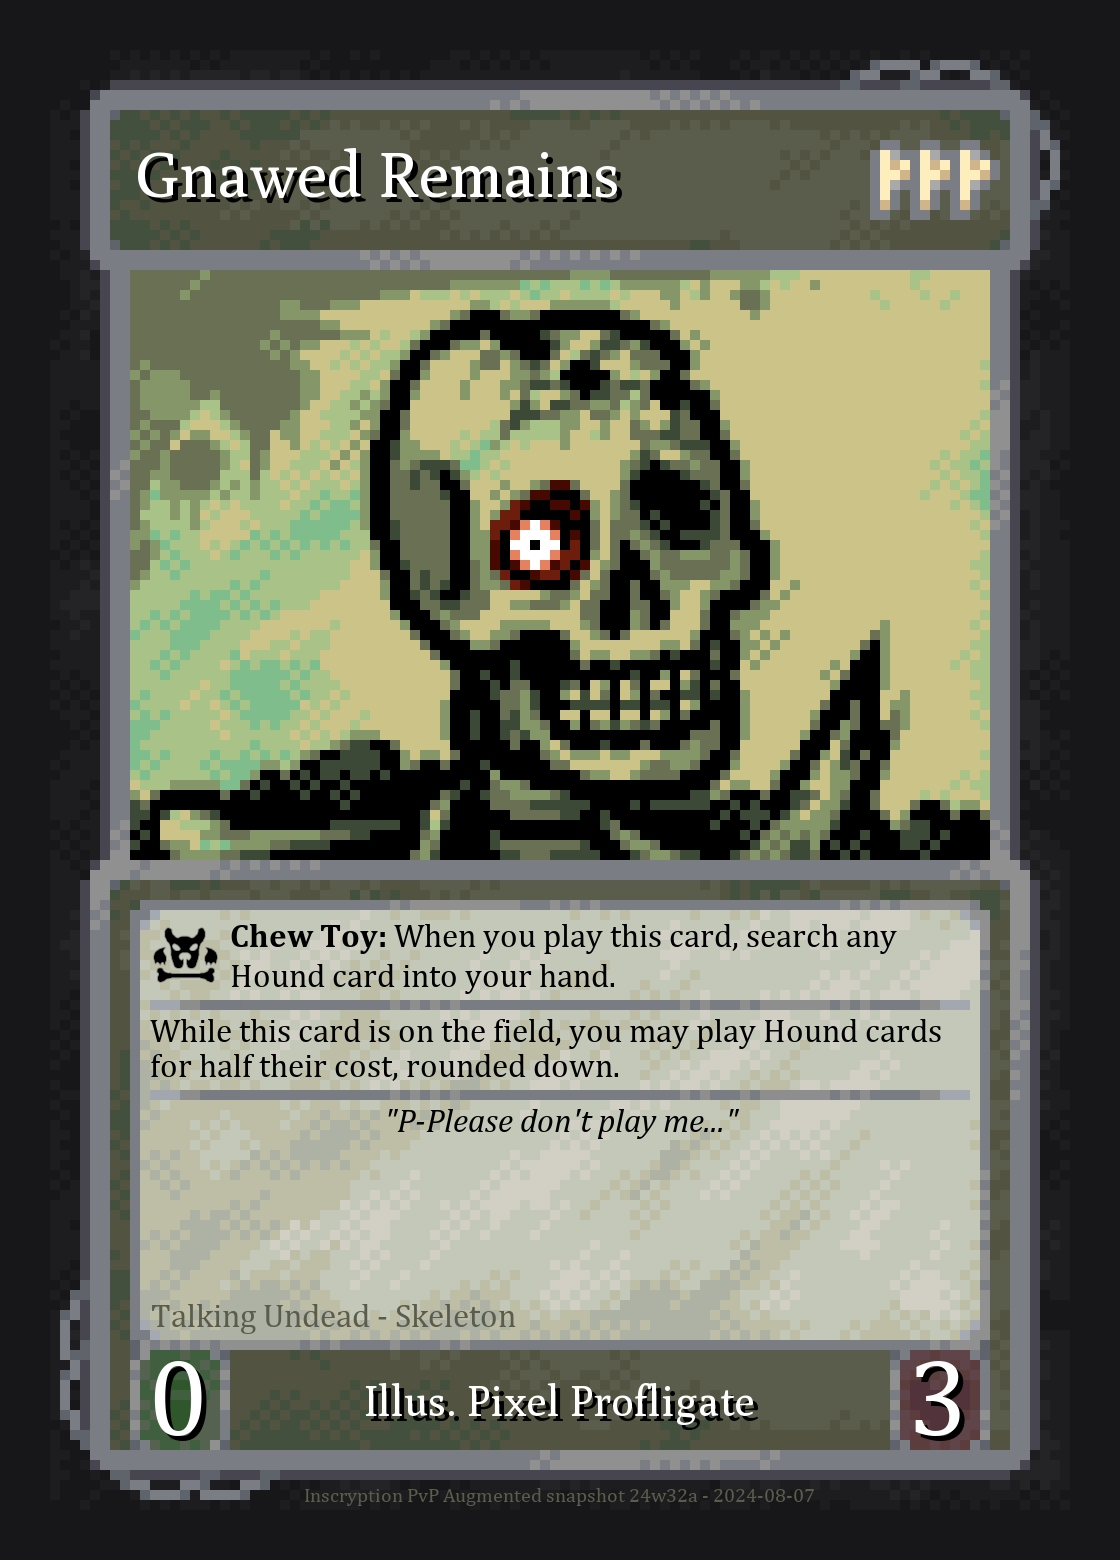 Gnawed Remains
Chew Toy: When you play this card, search any
Hound card into your hand.
While this card is on the field, you may play Hound cards
for half their cost, rounded down.
"P-Please don't play me..."
Talking Undead - Skeleton
0
Illus. Pixel Profligate
3
Inscryption PvP Augmented snapshot 24w32a - 2024-08-07